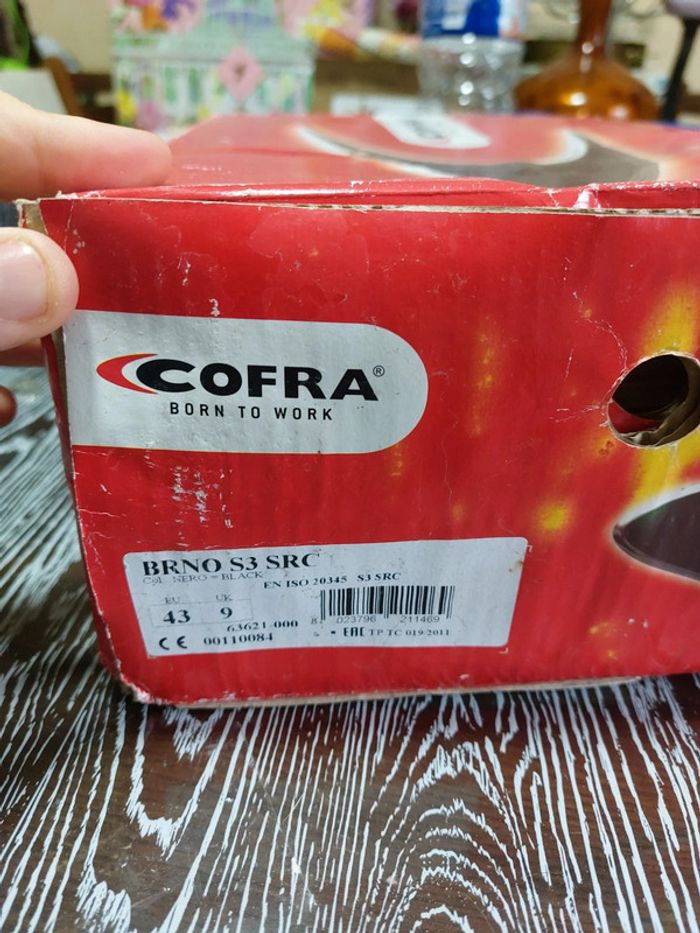 COFRA®
BORN TO WORK
BRNO S3 SRC
COL. NERO = BLACK
EN ISO 20345 S3 SRC
EU UK
43 9
63621-000
8 023796 211469
CE 00110084
EAC TP TC 019/2011